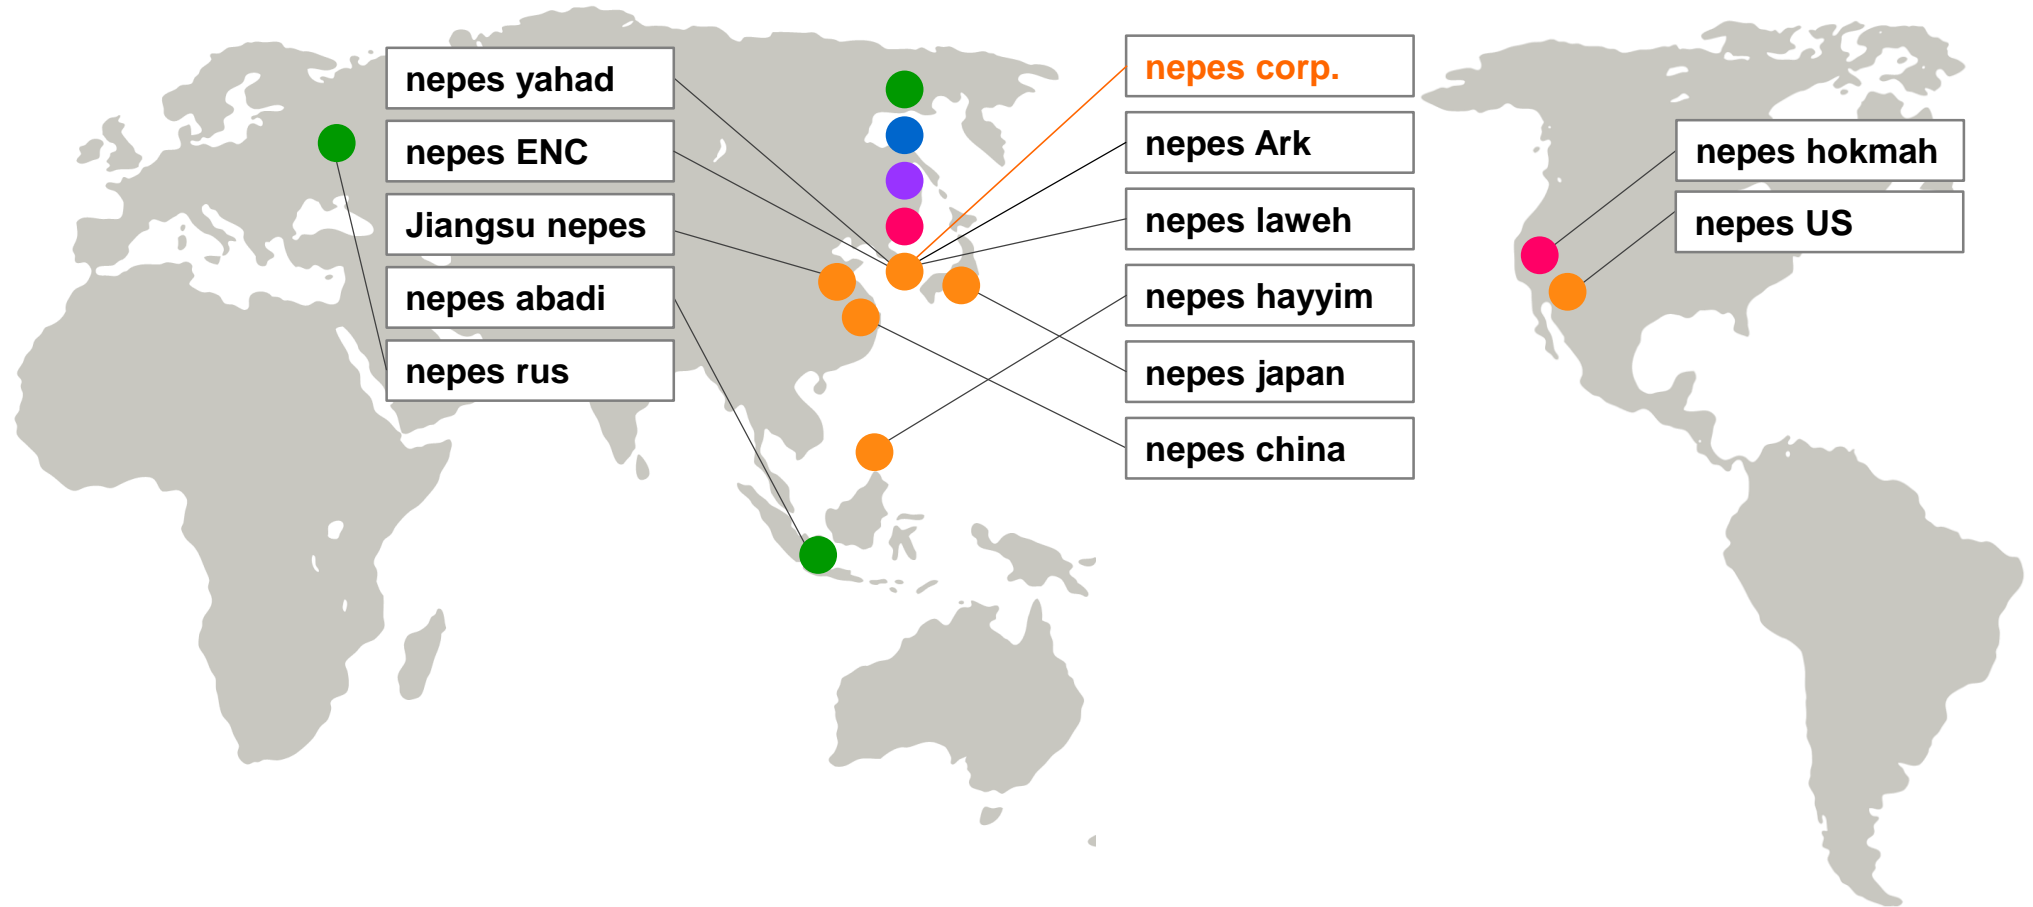 nepes yahad
nepes ENC
Jiangsu nepes
nepes abadi
nepes rus
nepes corp.
nepes Ark
nepes laweh
nepes hayyim
nepes japan
nepes china
nepes hokmah
nepes US